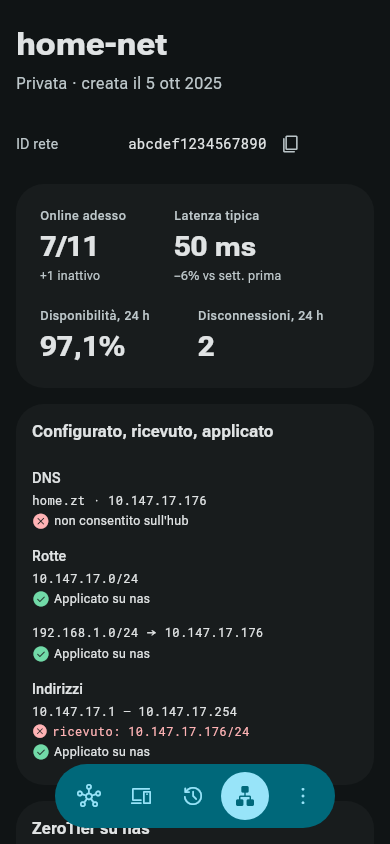 home-net
Privata · creata il 5 ott 2025
ID rete abcdef1234567890
Online adesso Latenza tipica
7/11 50 ms
+1 inattivo −6% vs sett. prima
Disponibilità, 24 h Disconnessioni, 24 h
97,1% 2
Configurato, ricevuto, applicato
DNS
home.zt · 10.147.17.176
non consentito sull'hub
Rotte
10.147.17.0/24
Applicato su nas
192.168.1.0/24 → 10.147.17.176
Applicato su nas
Indirizzi
10.147.17.1 – 10.147.17.254
ricevuto: 10.147.17.176/24
Applicato su nas
ZeroTier su nas